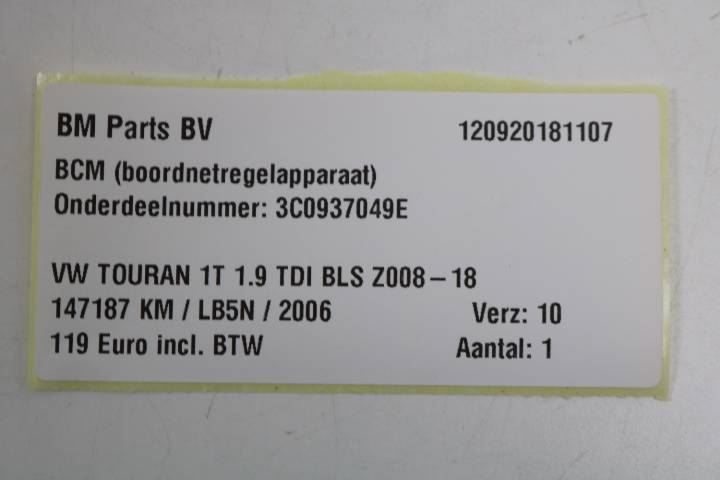 BM Parts BV 120920181107
BCM (boordnetregelapparaat)
Onderdeelnummer: 3C0937049E
VW TOURAN 1T 1.9 TDI BLS Z008-18
147187 KM / LB5N / 2006 Verz: 10
119 Euro incl. BTW Aantal: 1